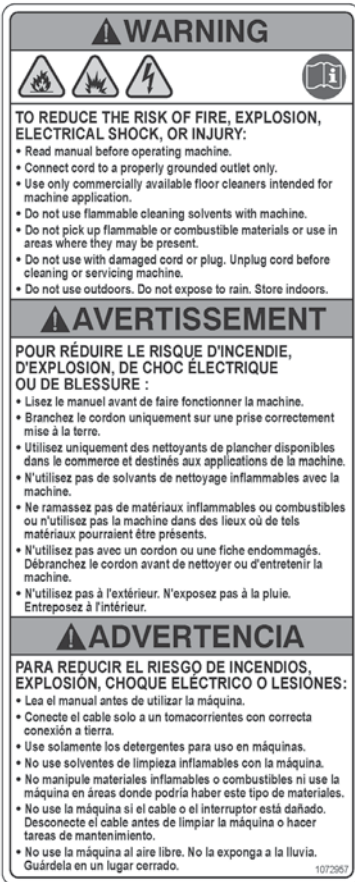 WARNING
TO REDUCE THE RISK OF FIRE, EXPLOSION,
ELECTRICAL SHOCK, OR INJURY:
• Read manual before operating machine.
• Connect cord to a properly grounded outlet only.
• Use only commercially available floor cleaners intended for
machine application.
• Do not use flammable cleaning solvents with machine.
• Do not pick up flammable or combustible materials or use in
areas where they may be present.
• Do not use with damaged cord or plug. Unplug cord before
cleaning or servicing machine.
• Do not use outdoors. Do not expose to rain. Store indoors.
AVERTISSEMENT
POUR RÉDUIRE LE RISQUE D'INCENDIE,
D'EXPLOSION, DE CHOC ÉLECTRIQUE
OU DE BLESSURE :
• Lisez le manuel avant de faire fonctionner la machine.
• Branchez le cordon uniquement sur une prise correctement
mise à la terre.
• Utilisez uniquement des nettoyants de plancher disponibles
dans le commerce et destinés aux applications de la machine.
• N'utilisez pas de solvants de nettoyage inflammables avec la
machine.
• Ne ramassez pas de matériaux inflammables ou combustibles
ou n'utilisez pas la machine dans des lieux où de tels
matériaux pourraient être présents.
• N'utilisez pas avec un cordon ou une fiche endommagés.
Débranchez le cordon avant de nettoyer ou d'entretenir la
machine.
• N'utilisez pas à l'extérieur. N'exposez pas à la pluie.
Entreposez à l'intérieur.
ADVERTENCIA
PARA REDUCIR EL RIESGO DE INCENDIOS,
EXPLOSIÓN, CHOQUE ELÉCTRICO O LESIONES:
• Lea el manual antes de utilizar la máquina.
• Conecte el cable solo a un tomacorrientes con correcta
conexión a tierra.
• Use solamente los detergentes para uso en máquinas.
• No use solventes de limpieza inflamables con la máquina.
• No manipule materiales inflamables o combustibles ni use la
máquina en áreas donde podría haber este tipo de materiales.
• No use la máquina si el cable o el interruptor está dañado.
Desconecte el cable antes de limpiar la máquina o hacer
tareas de mantenimiento.
• No use la máquina al aire libre. No la exponga a la lluvia.
Guárdela en un lugar cerrado.
1072957